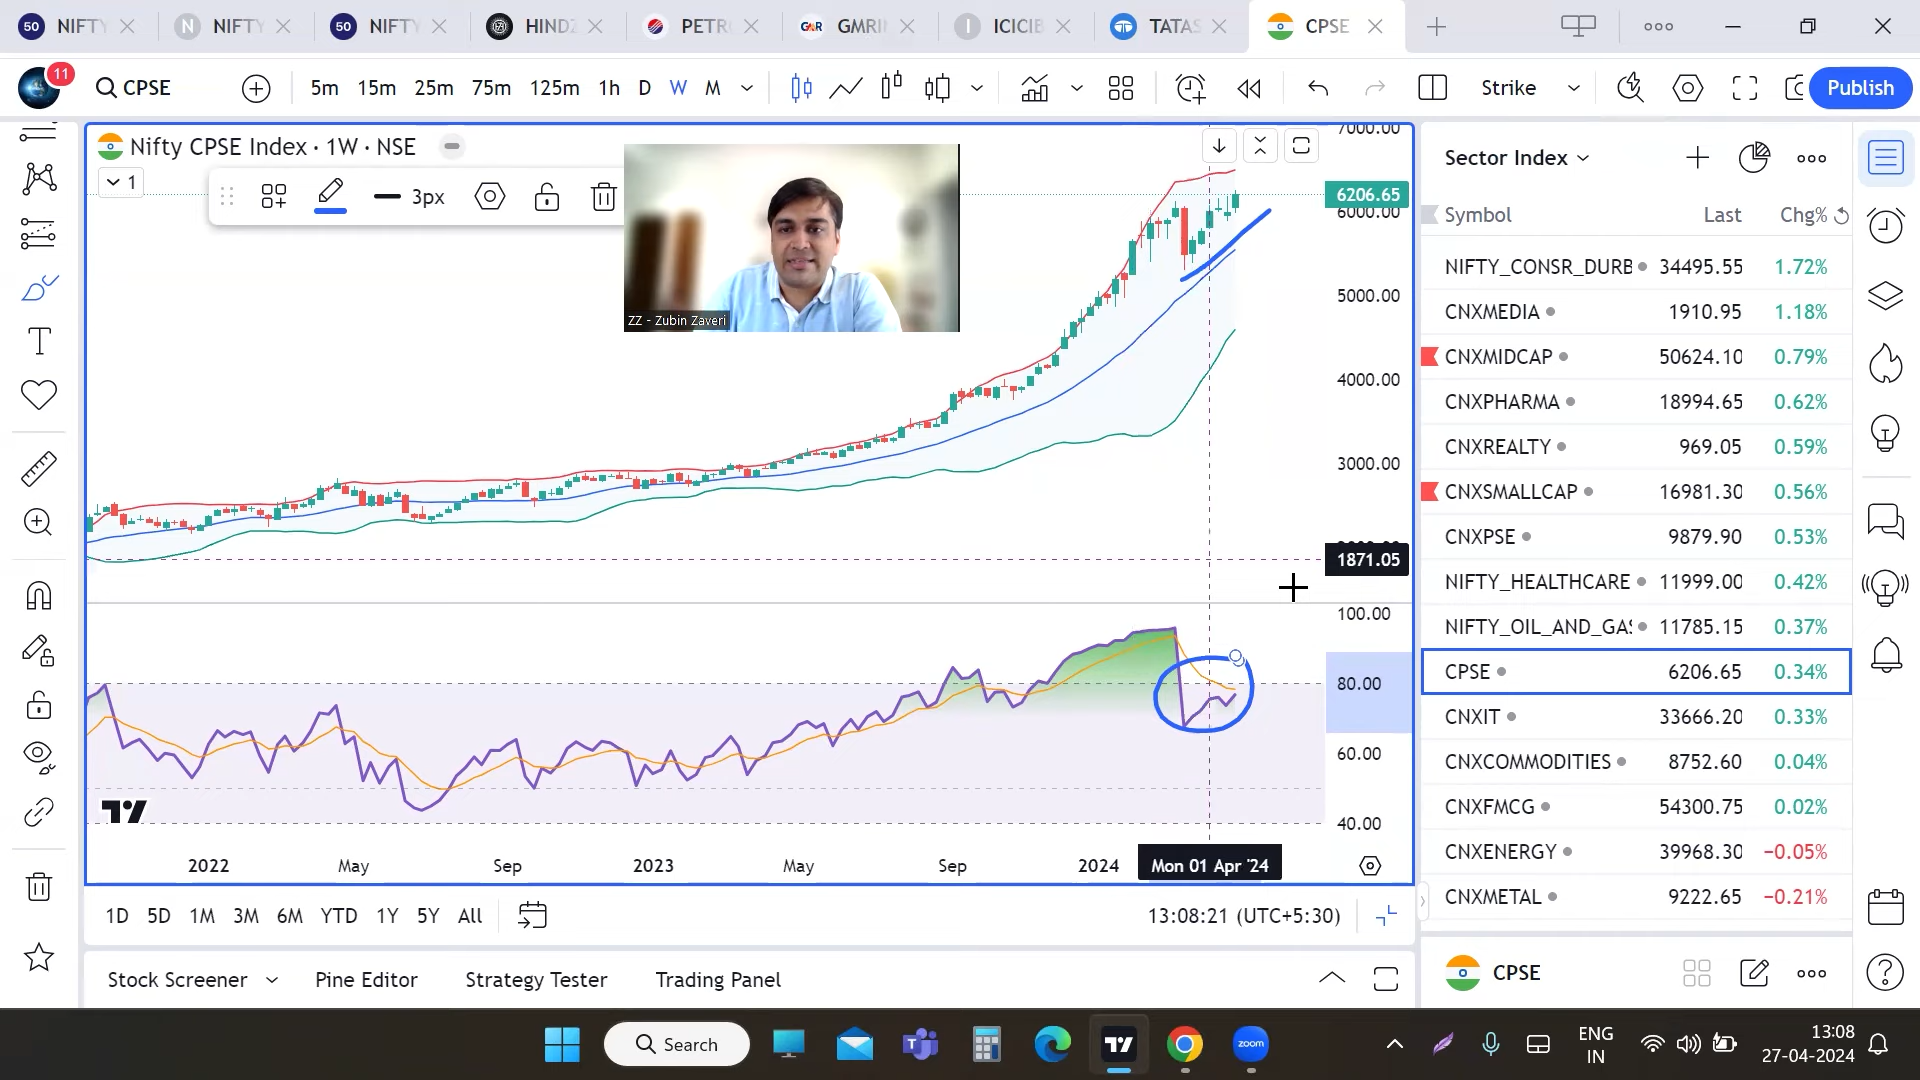 50 NIFTY
N NIFTY
50 NIFTY
HINDZ
PETR
GMR GMRI
I ICICIB
TATAS
CPSE
11
CPSE
5m 15m 25m 75m 125m 1h D W M
Strike
Publish
Nifty CPSE Index · 1W · NSE
1
3px
ZZ - Zubin Zaveri
7000.00
6206.65
6000.00
5000.00
4000.00
3000.00
1871.05
100.00
80.00
60.00
40.00
2022 May Sep 2023 May Sep 2024 Mon 01 Apr '24
1D 5D 1M 3M 6M YTD 1Y 5Y All
13:08:21 (UTC+5:30)
Stock Screener Pine Editor Strategy Tester Trading Panel
Sector Index
Symbol Last Chg%
NIFTY_CONSR_DURB 34495.55 1.72%
CNXMEDIA 1910.95 1.18%
CNXMIDCAP 50624.10 0.79%
CNXPHARMA 18994.65 0.62%
CNXREALTY 969.05 0.59%
CNXSMALLCAP 16981.30 0.56%
CNXPSE 9879.90 0.53%
NIFTY_HEALTHCARE 11999.00 0.42%
NIFTY_OIL_AND_GAS 11785.15 0.37%
CPSE 6206.65 0.34%
CNXIT 33666.20 0.33%
CNXCOMMODITIES 8752.60 0.04%
CNXFMCG 54300.75 0.02%
CNXENERGY 39968.30 −0.05%
CNXMETAL 9222.65 −0.21%
CPSE
Search
zoom
ENG
IN
13:08
27-04-2024